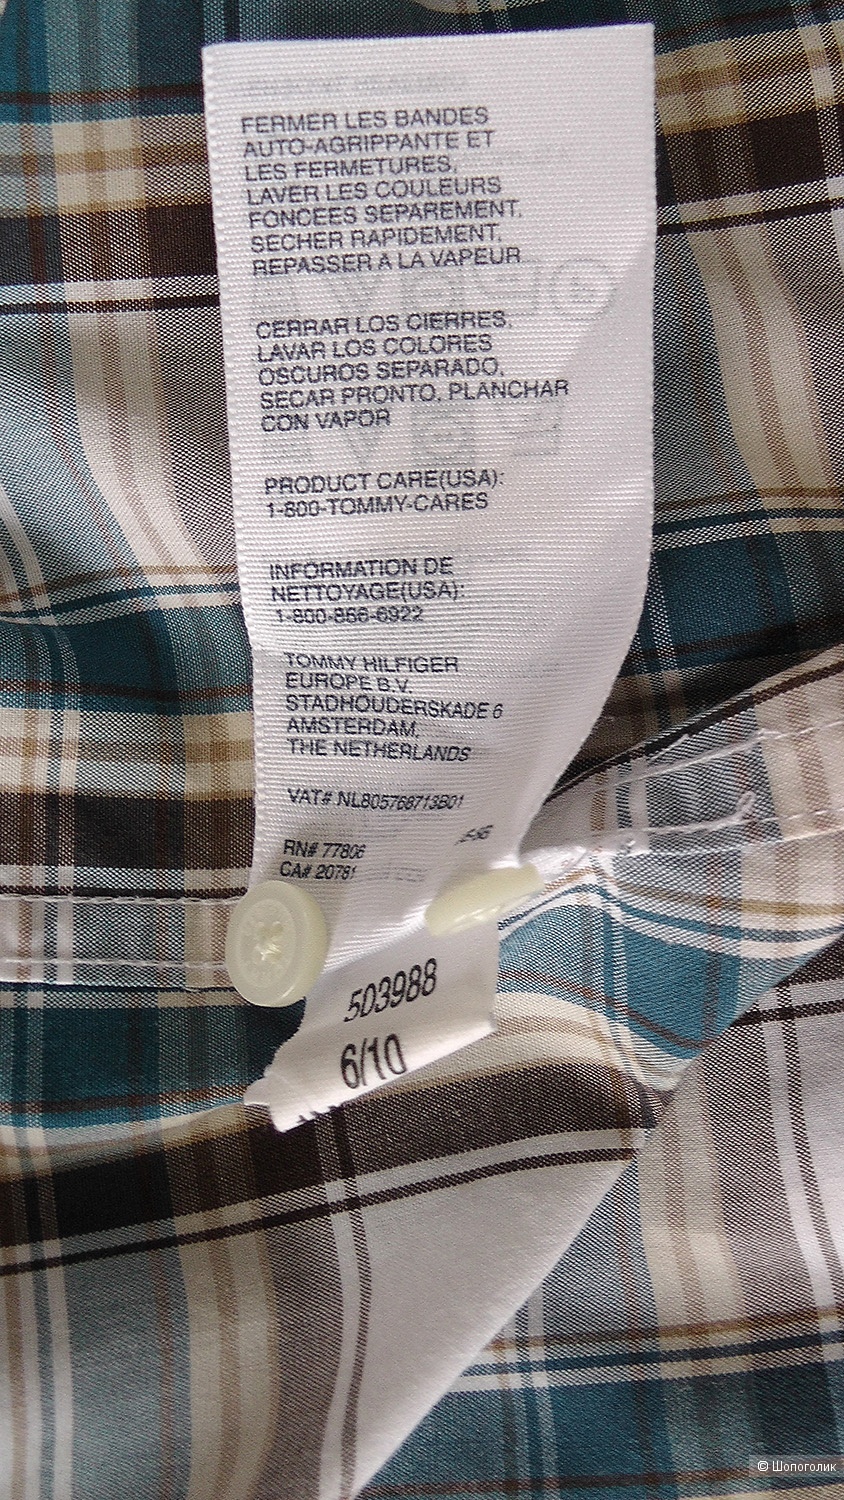 FERMER LES BANDES
AUTO-AGRIPPANTE ET
LES FERMETURES,
LAVER LES COULEURS
FONCEES SEPAREMENT,
SECHER RAPIDEMENT,
REPASSER A LA VAPEUR
CERRAR LOS CIERRES,
LAVAR LOS COLORES
OSCUROS SEPARADO,
SECAR PRONTO, PLANCHAR
CON VAPOR
PRODUCT CARE(USA):
1-800-TOMMY-CARES
INFORMATION DE
NETTOYAGE(USA):
1-800-866-6922
TOMMY HILFIGER
EUROPE B.V.
STADHOUDERSKADE 6
AMSTERDAM,
THE NETHERLANDS
VAT# NL805768713B01
RN# 77806
CA# 20781
503988
6/10
© Шопоголик